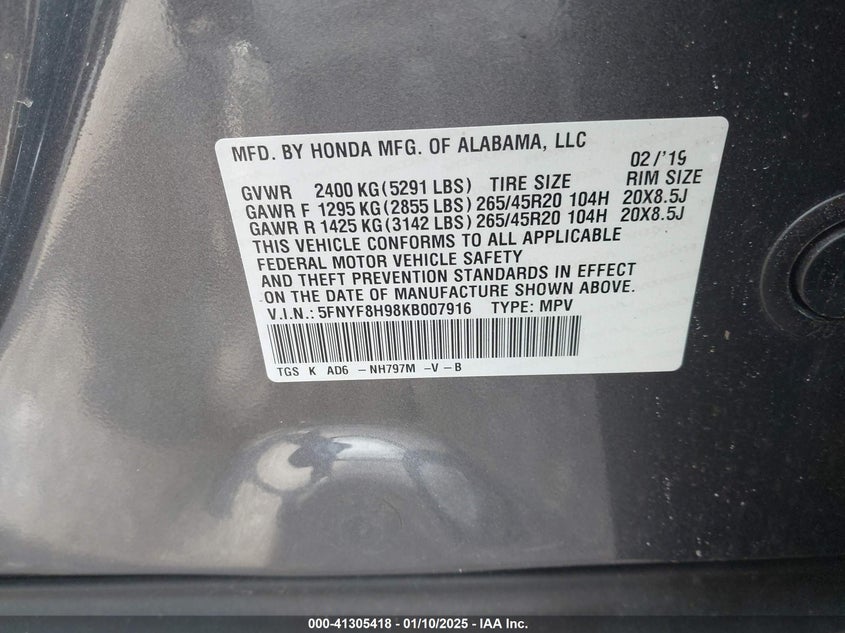 MFD. BY HONDA MFG. OF ALABAMA, LLC
02/'19
GVWR 2400 KG(5291 LBS) TIRE SIZE RIM SIZE
GAWR F 1295 KG(2855 LBS) 265/45R20 104H 20X8.5J
GAWR R 1425 KG(3142 LBS) 265/45R20 104H 20X8.5J
THIS VEHICLE CONFORMS TO ALL APPLICABLE
FEDERAL MOTOR VEHICLE SAFETY
AND THEFT PREVENTION STANDARDS IN EFFECT
ON THE DATE OF MANUFACTURE SHOWN ABOVE.
V.I.N.: 5FNYF8H98KB007916 TYPE: MPV
TGS K AD6 - NH797M -V - B
000-41305418 - 01/10/2025 - IAA Inc.